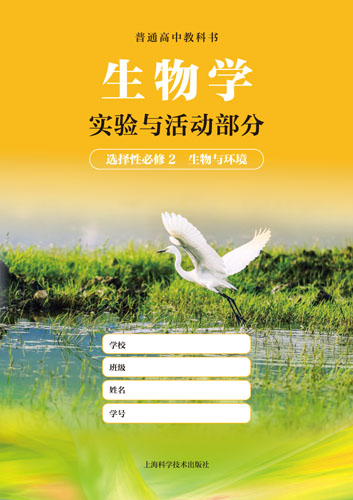 普通高中教科书
生物学
实验与活动部分
选择性必修 2 生物与环境
学校
班级
姓名
学号
上海科学技术出版社